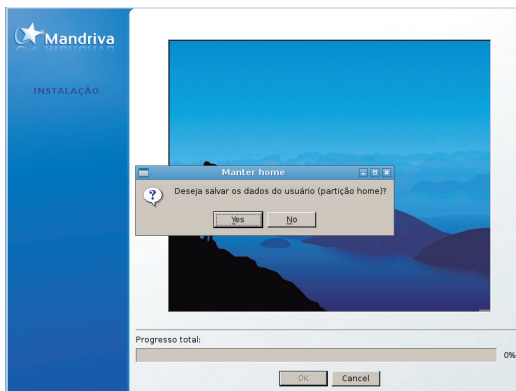 Mandriva
INSTALAÇÃO
Manter home
Deseja salvar os dados do usuário (partição home)?
Yes
No
Progresso total:
0%
OK
Cancel